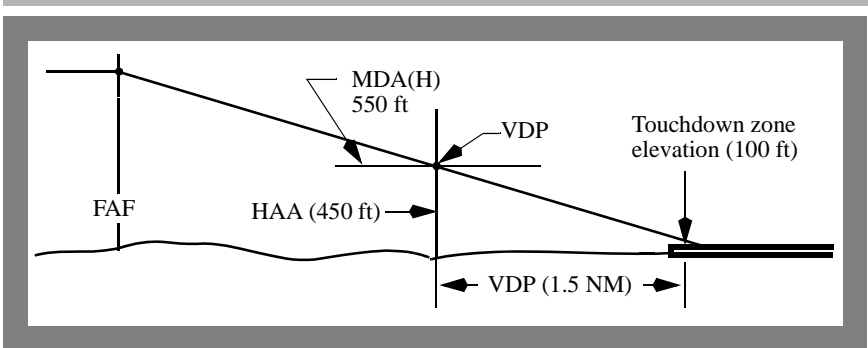 MDA(H)
550 ft
VDP
Touchdown zone
elevation (100 ft)
FAF
HAA (450 ft)
VDP (1.5 NM)